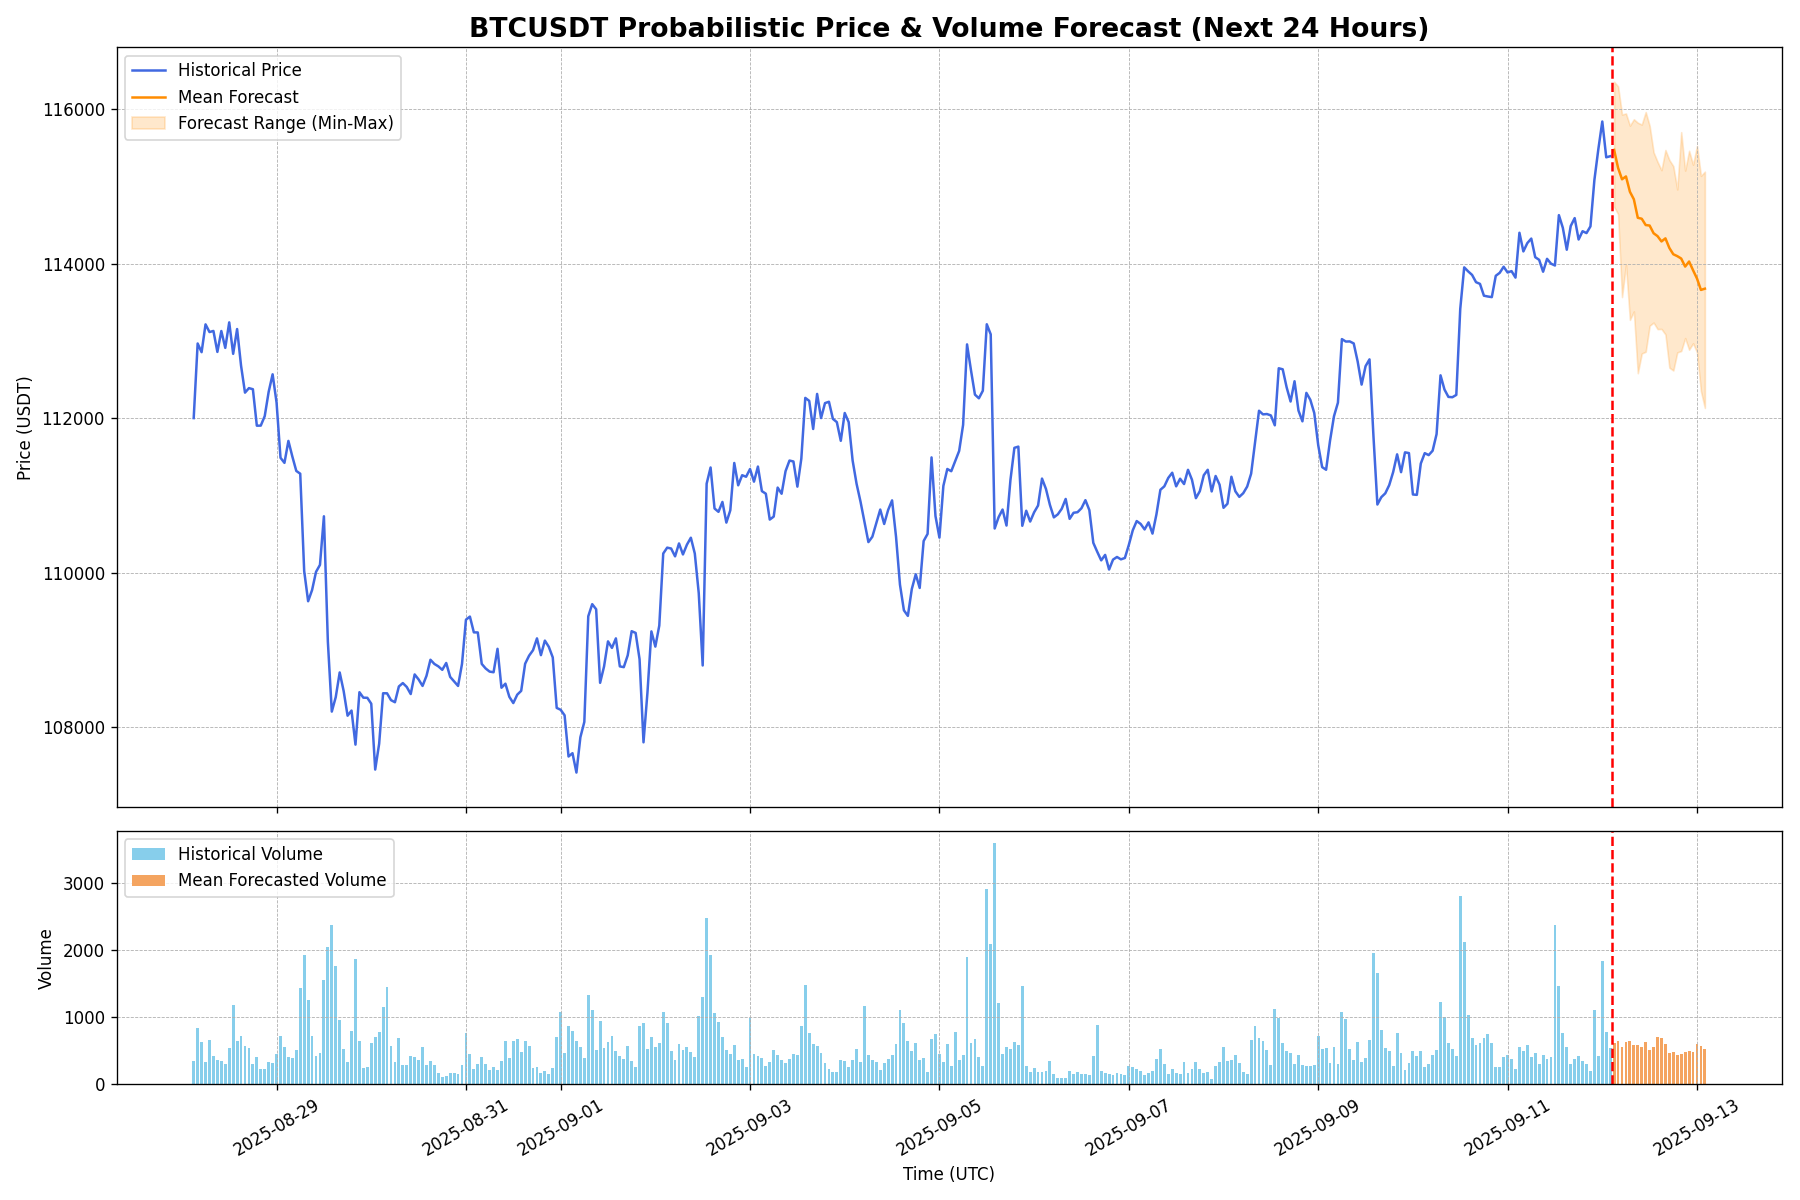 BTCUSDT Probabilistic Price & Volume Forecast (Next 24 Hours)
Historical Price
Mean Forecast
Forecast Range (Min-Max)
116000
114000
112000
110000
108000
Price (USDT)
Historical Volume
Mean Forecasted Volume
3000
2000
1000
0
Volume
2025-08-29
2025-08-31
2025-09-01
2025-09-03
2025-09-05
2025-09-07
2025-09-09
2025-09-11
2025-09-13
Time (UTC)